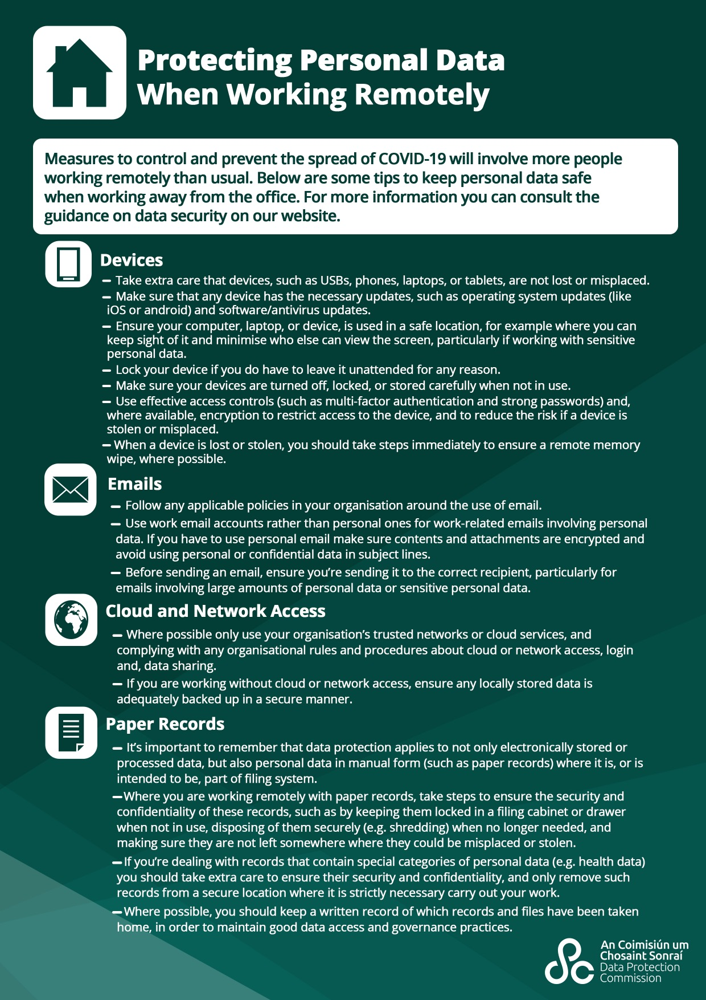 Protecting Personal Data
When Working Remotely
Measures to control and prevent the spread of COVID-19 will involve more people
working remotely than usual. Below are some tips to keep personal data safe
when working away from the office. For more information you can consult the
guidance on data security on our website.
Devices
– Take extra care that devices, such as USBs, phones, laptops, or tablets, are not lost or misplaced.
– Make sure that any device has the necessary updates, such as operating system updates (like
iOS or android) and software/antivirus updates.
– Ensure your computer, laptop, or device, is used in a safe location, for example where you can
keep sight of it and minimise who else can view the screen, particularly if working with sensitive
personal data.
– Lock your device if you do have to leave it unattended for any reason.
– Make sure your devices are turned off, locked, or stored carefully when not in use.
– Use effective access controls (such as multi-factor authentication and strong passwords) and,
where available, encryption to restrict access to the device, and to reduce the risk if a device is
stolen or misplaced.
– When a device is lost or stolen, you should take steps immediately to ensure a remote memory
wipe, where possible.
Emails
– Follow any applicable policies in your organisation around the use of email.
– Use work email accounts rather than personal ones for work-related emails involving personal
data. If you have to use personal email make sure contents and attachments are encrypted and
avoid using personal or confidential data in subject lines.
– Before sending an email, ensure you’re sending it to the correct recipient, particularly for
emails involving large amounts of personal data or sensitive personal data.
Cloud and Network Access
– Where possible only use your organisation’s trusted networks or cloud services, and
complying with any organisational rules and procedures about cloud or network access, login
and, data sharing.
– If you are working without cloud or network access, ensure any locally stored data is
adequately backed up in a secure manner.
Paper Records
– It’s important to remember that data protection applies to not only electronically stored or
processed data, but also personal data in manual form (such as paper records) where it is, or is
intended to be, part of filing system.
–Where you are working remotely with paper records, take steps to ensure the security and
confidentiality of these records, such as by keeping them locked in a filing cabinet or drawer
when not in use, disposing of them securely (e.g. shredding) when no longer needed, and
making sure they are not left somewhere where they could be misplaced or stolen.
–If you’re dealing with records that contain special categories of personal data (e.g. health data)
you should take extra care to ensure their security and confidentiality, and only remove such
records from a secure location where it is strictly necessary carry out your work.
–Where possible, you should keep a written record of which records and files have been taken
home, in order to maintain good data access and governance practices.
An Coimisiún um
Chosaint Sonraí
Data Protection
Commission